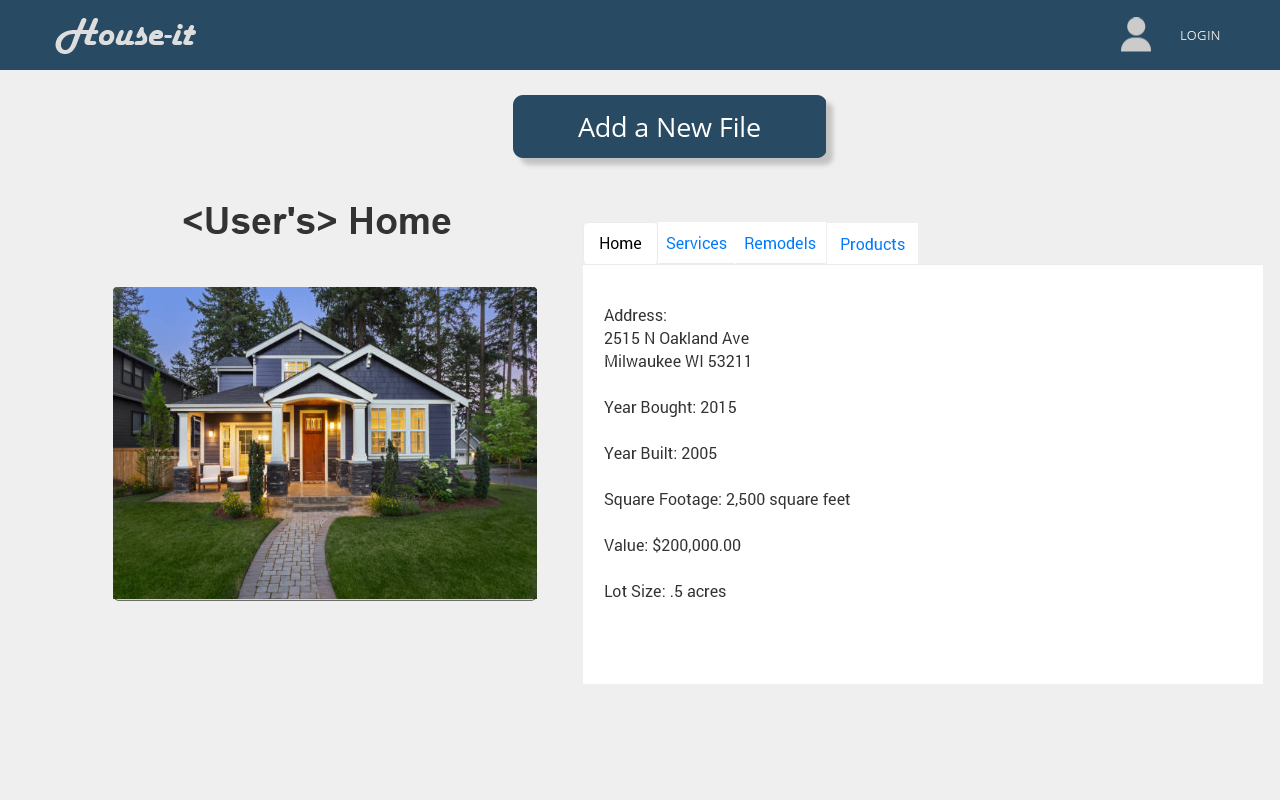 House-it
LOGIN
Add a New File
<User's> Home
Home Services Remodels Products
Address:
2515 N Oakland Ave
Milwaukee WI 53211
Year Bought: 2015
Year Built: 2005
Square Footage: 2,500 square feet
Value: $200,000.00
Lot Size: .5 acres